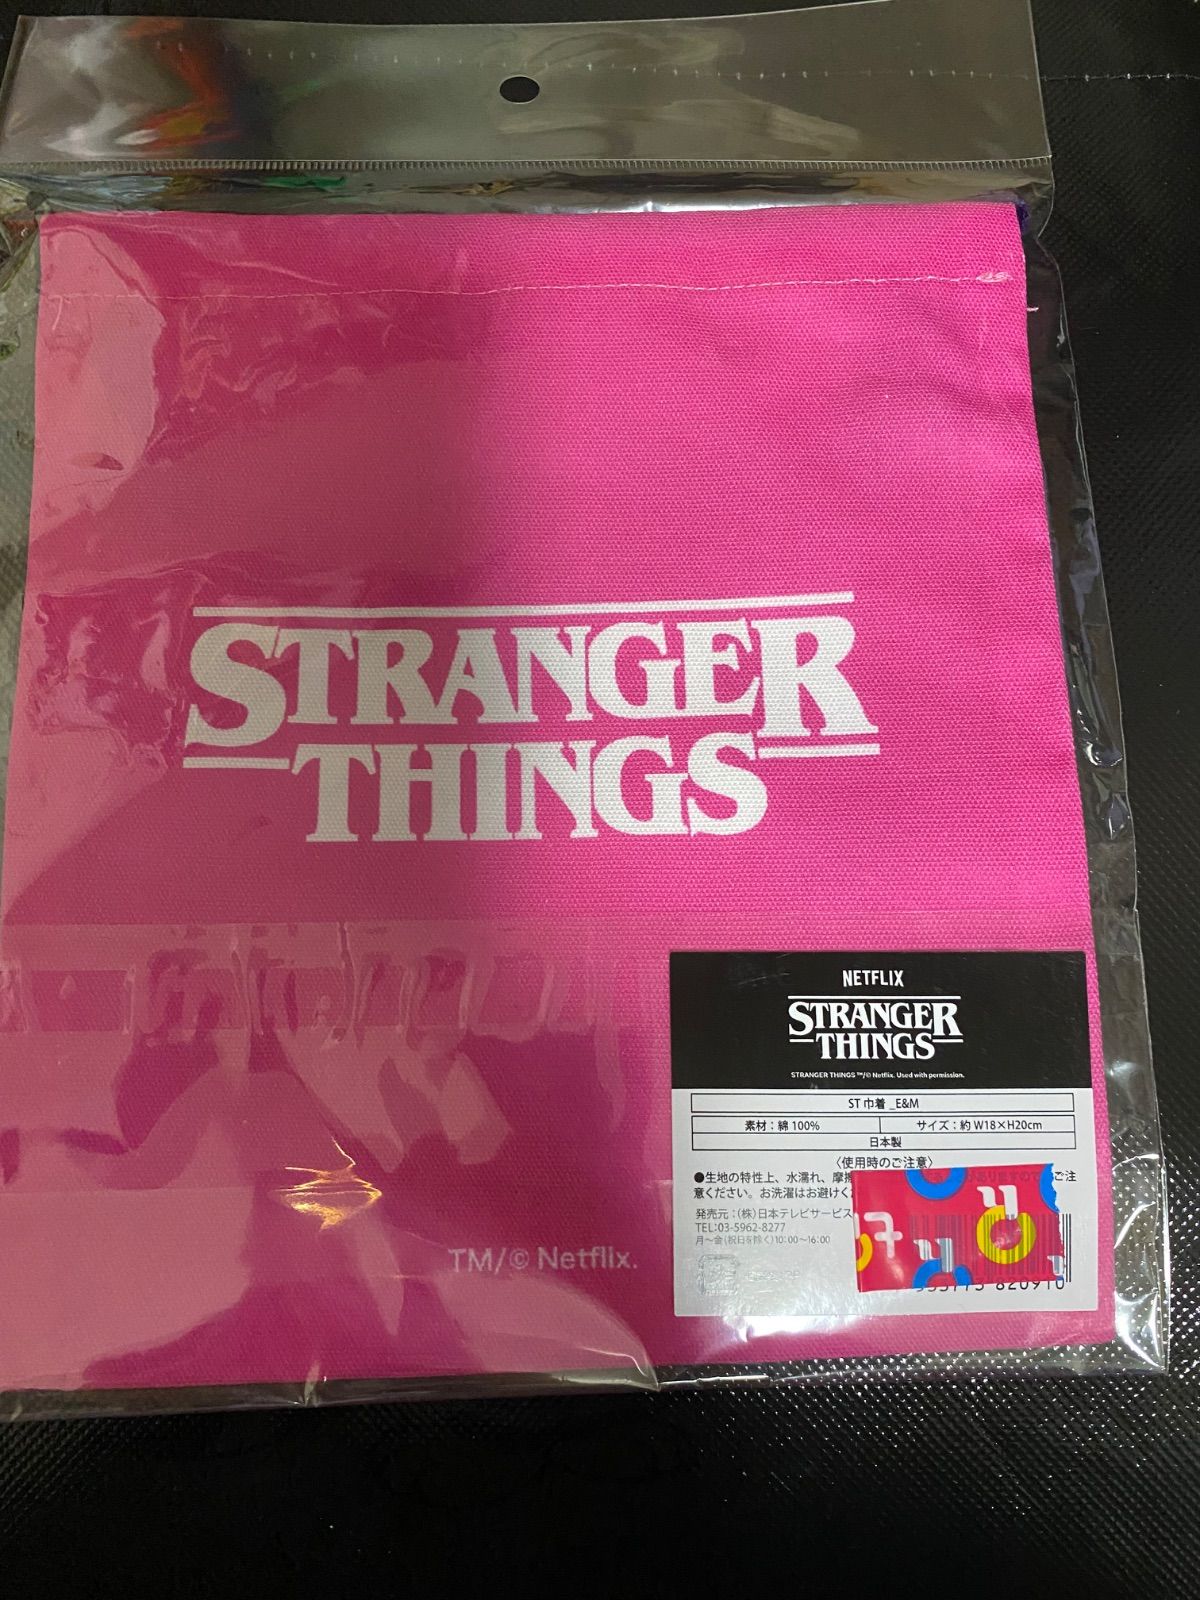 STRANGER
THINGS
TM/© Netflix.
NETFLIX
STRANGER
THINGS
STRANGER THINGS ™/© Netflix. Used with permission.
ST 巾着 _E&M
素材：綿 100%
サイズ：約 W18×H20cm
日本製
〈使用時のご注意〉
●生地の特性上、水濡れ、摩擦 ご注
意ください。お洗濯はお避けく
発売元：(株)日本テレビサービス
TEL:03-5962-8277
月～金(祝日を除く)10：00～16：00
820910